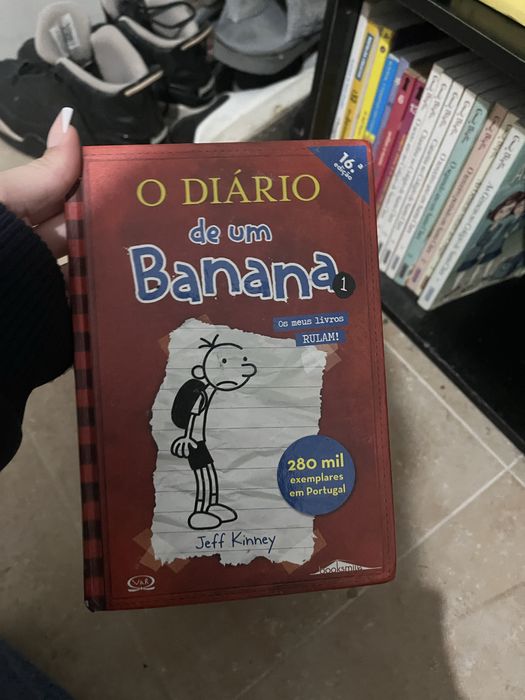 O DIÁRIO
de um
Banana
1
16.ª
edição
Os meus livros
RULAM!
280 mil
exemplares
em Portugal
Jeff Kinney
V&R
booksmile